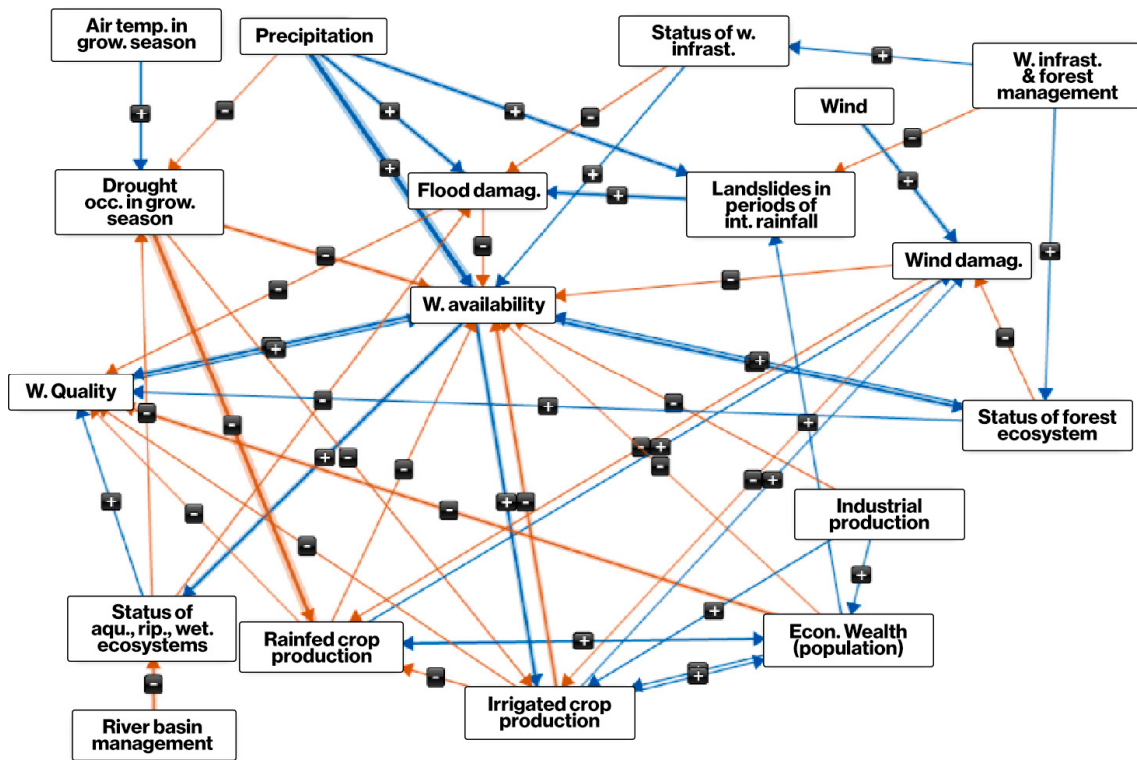 Air temp. in
grow. season
Precipitation
Status of w.
infrast.
W. infrast.
& forest
management
Wind
Drought
occ. in grow.
season
Flood damag.
Landslides in
periods of
int. rainfall
Wind damag.
W. availability
W. Quality
Status of forest
ecosystem
Industrial
production
Status of
aqu., rip., wet.
ecosystems
Rainfed crop
production
Econ. Wealth
(population)
Irrigated crop
production
River basin
management